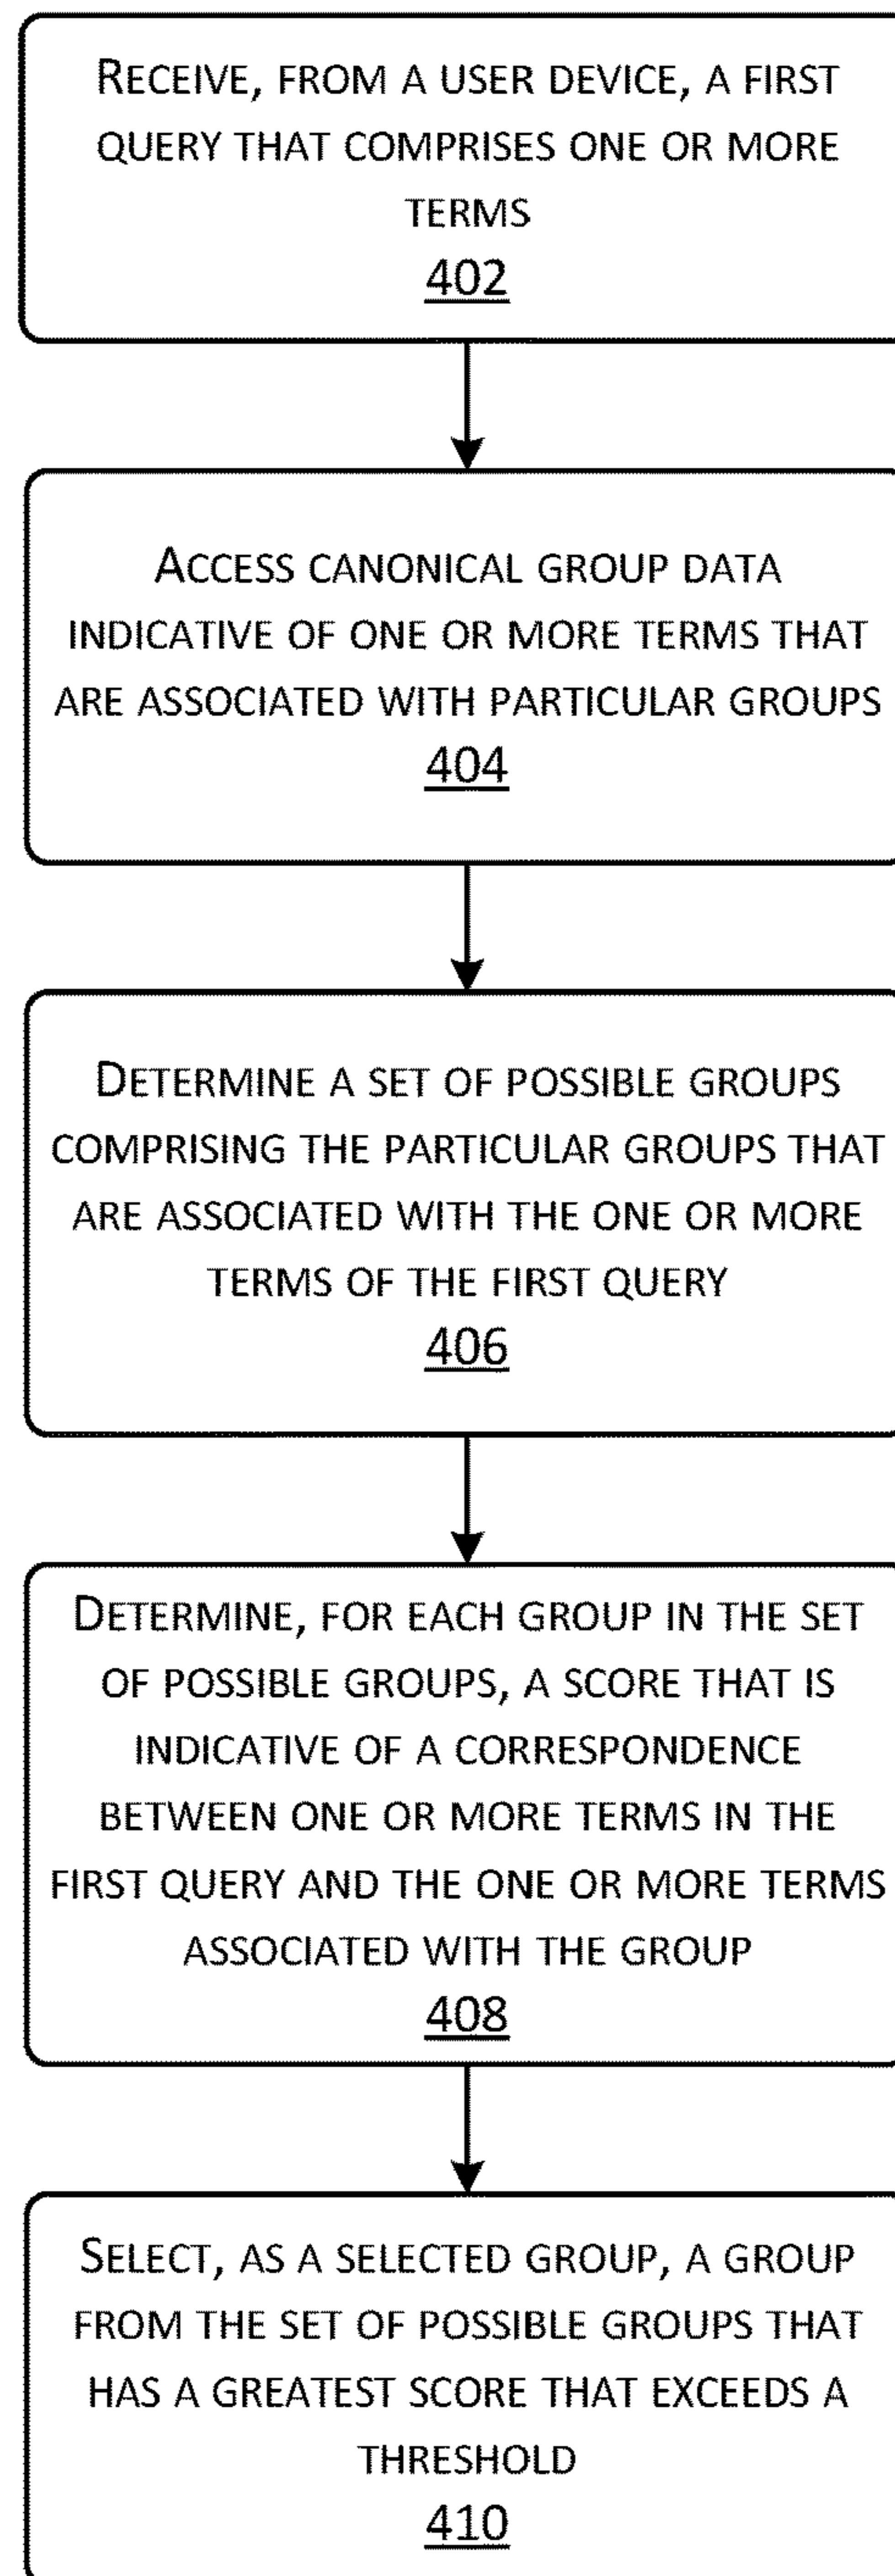 RECEIVE, FROM A USER DEVICE, A FIRST
QUERY THAT COMPRISES ONE OR MORE
TERMS
402
ACCESS CANONICAL GROUP DATA
INDICATIVE OF ONE OR MORE TERMS THAT
ARE ASSOCIATED WITH PARTICULAR GROUPS
404
DETERMINE A SET OF POSSIBLE GROUPS
COMPRISING THE PARTICULAR GROUPS THAT
ARE ASSOCIATED WITH THE ONE OR MORE
TERMS OF THE FIRST QUERY
406
DETERMINE, FOR EACH GROUP IN THE SET
OF POSSIBLE GROUPS, A SCORE THAT IS
INDICATIVE OF A CORRESPONDENCE
BETWEEN ONE OR MORE TERMS IN THE
FIRST QUERY AND THE ONE OR MORE TERMS
ASSOCIATED WITH THE GROUP
408
SELECT, AS A SELECTED GROUP, A GROUP
FROM THE SET OF POSSIBLE GROUPS THAT
HAS A GREATEST SCORE THAT EXCEEDS A
THRESHOLD
410